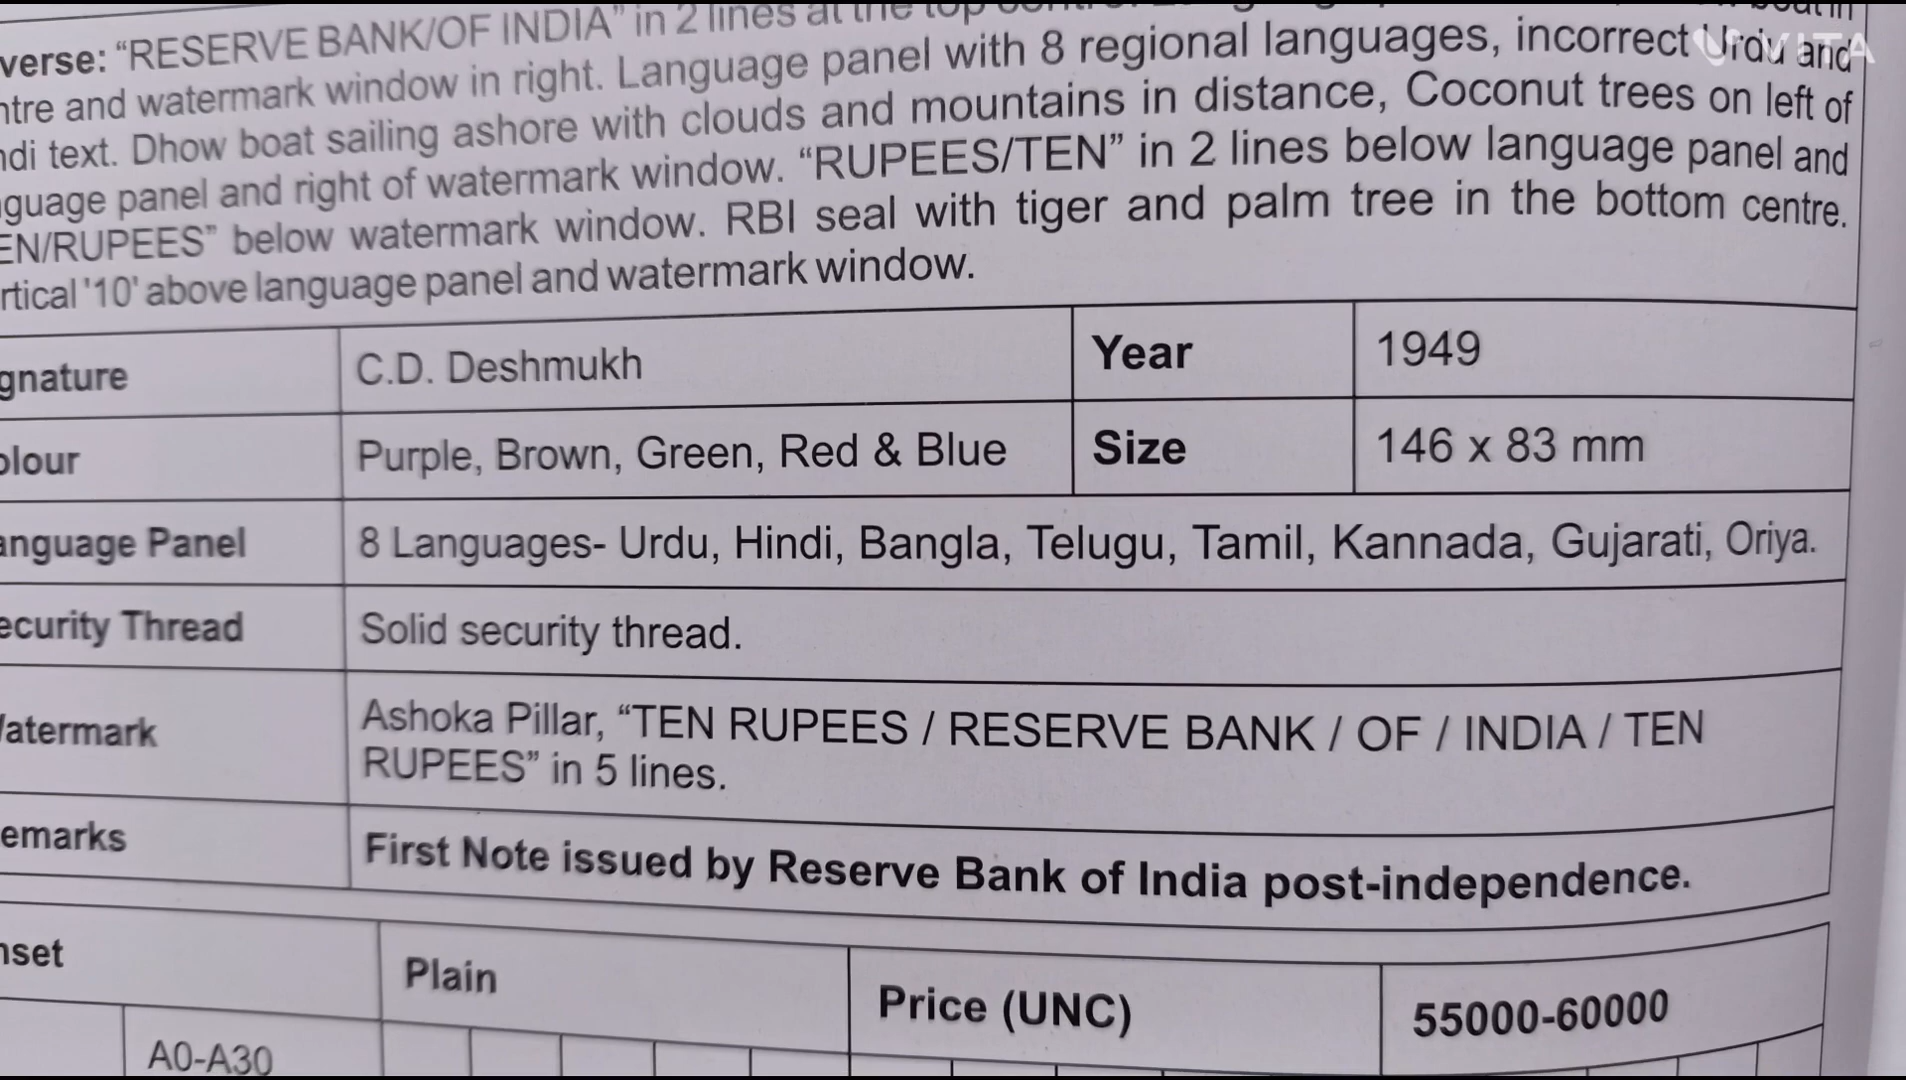 verse: “RESERVE BANK/OF INDIA” in 2 lines at the top
ntre and watermark window in right. Language panel with 8 regional languages, incorrect Urdu and
ndi text. Dhow boat sailing ashore with clouds and mountains in distance, Coconut trees on left of
nguage panel and right of watermark window. “RUPEES/TEN” in 2 lines below language panel and
EN/RUPEES” below watermark window. RBI seal with tiger and palm tree in the bottom centre.
rtical '10' above language panel and watermark window.
VITA
gnature C.D. Deshmukh Year 1949
olour Purple, Brown, Green, Red & Blue Size 146 x 83 mm
anguage Panel 8 Languages- Urdu, Hindi, Bangla, Telugu, Tamil, Kannada, Gujarati, Oriya.
ecurity Thread Solid security thread.
Watermark Ashoka Pillar, “TEN RUPEES / RESERVE BANK / OF / INDIA / TEN
RUPEES” in 5 lines.
emarks First Note issued by Reserve Bank of India post-independence.
nset Plain Price (UNC) 55000-60000
A0-A30